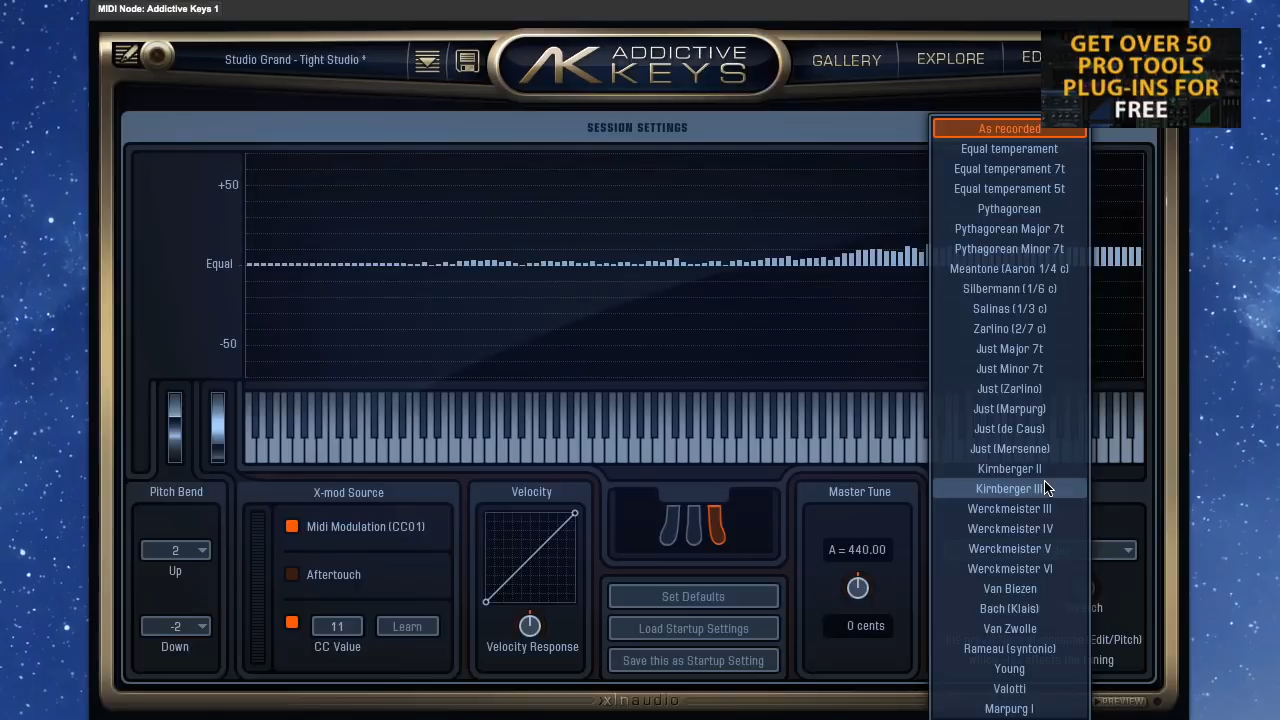 MIDI Node: Addictive Keys 1
Studio Grand - Tight Studio *
AK ADDICTIVE KEYS
GALLERY
EXPLORE
ED
GET OVER 50
PRO TOOLS
PLUG-INS FOR
FREE
SESSION SETTINGS
+50
Equal
-50
As recorded
Equal temperament
Equal temperament 7t
Equal temperament 5t
Pythagorean
Pythagorean Major 7t
Pythagorean Minor 7t
Meantone (Aaron 1/4 c)
Silbermann (1/6 c)
Salinas (1/3 c)
Zarlino (2/7 c)
Just Major 7t
Just Minor 7t
Just (Zarlino)
Just (Marpurg)
Just (de Caus)
Just (Mersenne)
Kirnberger II
Kirnberger III
Werckmeister III
Werckmeister IV
Werckmeister V
Werckmeister VI
Van Biezen
Bach (Klais)
Van Zwolle
Rameau (syntonic)
Young
Valotti
Marpurg I
Pitch Bend
2
Up
-2
Down
X-mod Source
Midi Modulation (CC01)
Aftertouch
11
Learn
CC Value
Velocity
Velocity Response
Set Defaults
Load Startup Settings
Save this as Startup Setting
Master Tune
A = 440.00
0 cents
(Edit/Pitch)
xlnaudio
PREVIEW